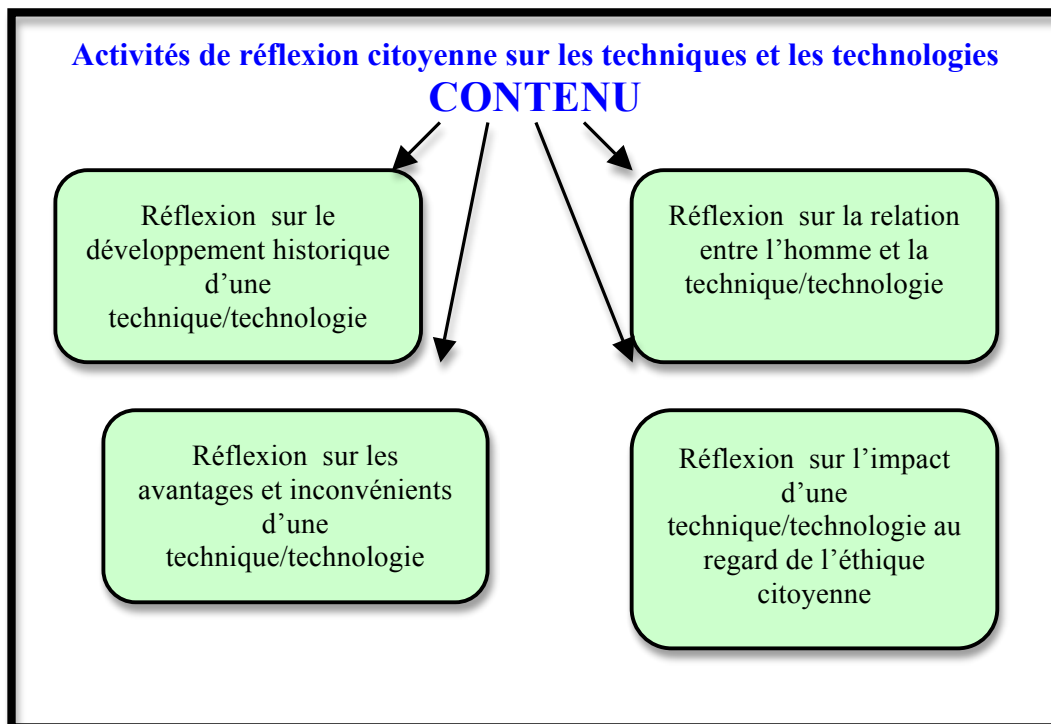 Activités de réflexion citoyenne sur les techniques et les technologies
CONTENU
Réflexion sur le
développement historique
d’une
technique/technologie
Réflexion sur la relation
entre l’homme et la
technique/technologie
Réflexion sur les
avantages et inconvénients
d’une
technique/technologie
Réflexion sur l’impact
d’une
technique/technologie au
regard de l’éthique
citoyenne